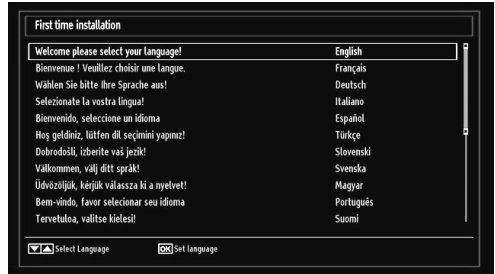 First time installation
Welcome please select your language! English
Bienvenue ! Veuillez choisir une langue. Français
Wählen Sie bitte Ihre Sprache aus! Deutsch
Selezionate la vostra lingua! Italiano
Bienvenido, seleccione un idioma Español
Hoş geldiniz, lütfen dil seçimini yapınız! Türkçe
Dobrodošli, izberite vaš jezik! Slovenski
Välkommen, välj ditt språk! Svenska
Üdvözöljük, kérjük válassza ki a nyelvet! Magyar
Bem-vindo, favor selecionar seu idioma Português
Tervetuloa, valitse kielesi! Suomi
Select Language OK Set language